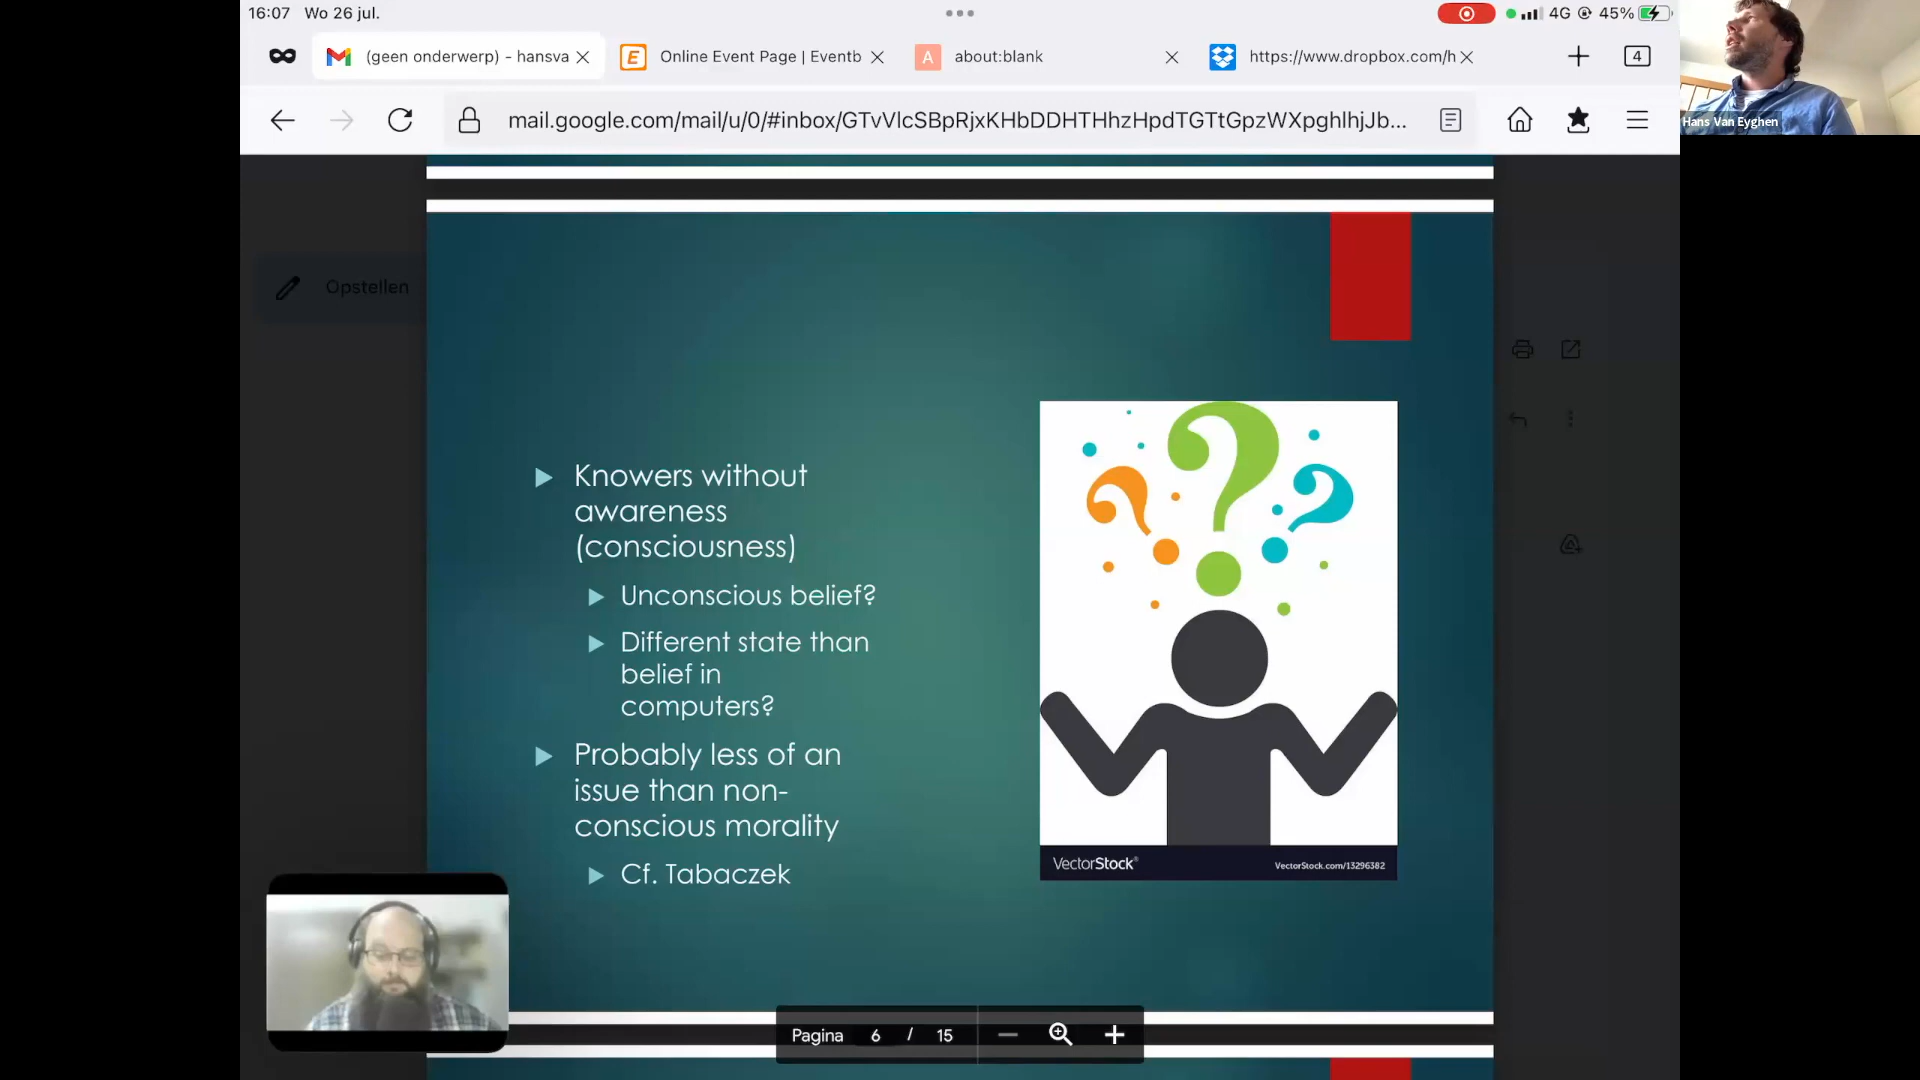 16:07 Wo 26 jul.
4G 45%
(geen onderwerp) - hansva
Online Event Page | Eventb
A about:blank
https://www.dropbox.com/h
4
mail.google.com/mail/u/0/#inbox/GTvVlcSBpRjxKHbDDHTHhzHpdTGTtGpzWXpghlhjJb...
Hans Van Eyghen
Opstellen
Knowers without
awareness
(consciousness)
Unconscious belief?
Different state than
belief in
computers?
Probably less of an
issue than non-
conscious morality
Cf. Tabaczek
VectorStock®
VectorStock.com/13296382
Pagina 6 / 15